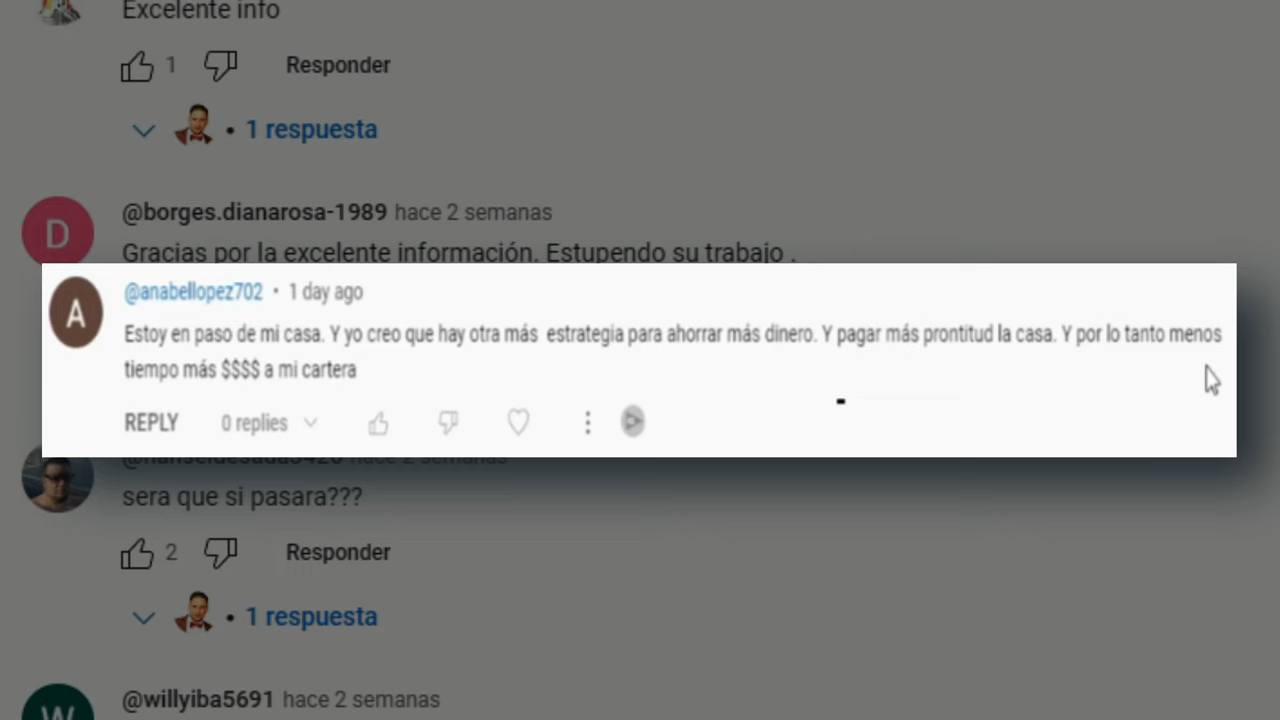 Excelente info
1
Responder
• 1 respuesta
D
@borges.dianarosa-1989 hace 2 semanas
Gracias por la excelente información. Estupendo su trabajo .
A
@anabellopez702 • 1 day ago
Estoy en paso de mi casa. Y yo creo que hay otra más estrategia para ahorrar más dinero. Y pagar más prontitud la casa. Y por lo tanto menos
tiempo más $$$$ a mi cartera
REPLY 0 replies
hace 2 semanas
sera que si pasara???
2
Responder
• 1 respuesta
W
@willyiba5691 hace 2 semanas